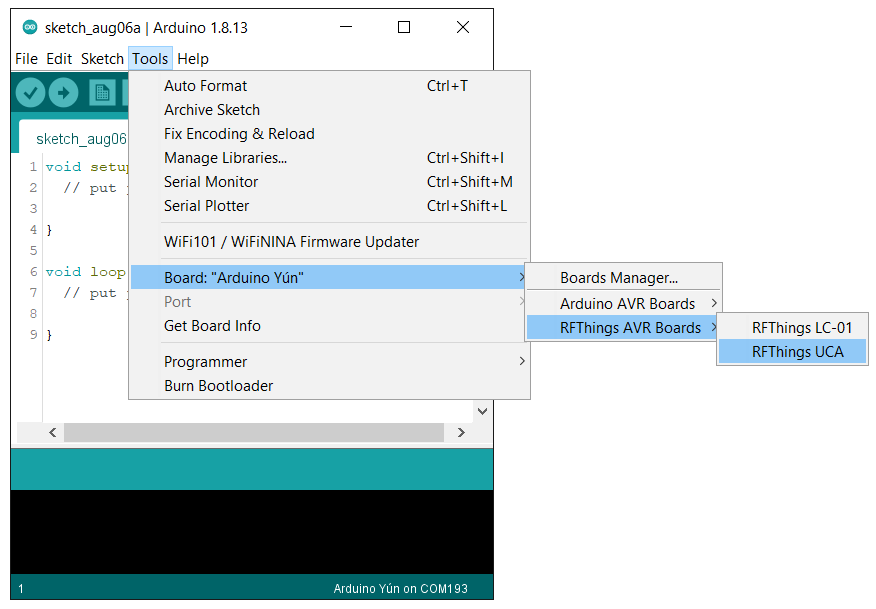 sketch_aug06a | Arduino 1.8.13
File Edit Sketch Tools Help
Auto Format Ctrl+T
Archive Sketch
Fix Encoding & Reload
Manage Libraries... Ctrl+Shift+I
Serial Monitor Ctrl+Shift+M
Serial Plotter Ctrl+Shift+L
WiFi101 / WiFiNINA Firmware Updater
Board: "Arduino Yún"
Port
Get Board Info
Programmer
Burn Bootloader
Boards Manager...
Arduino AVR Boards
RFThings AVR Boards
RFThings LC-01
RFThings UCA
sketch_aug06
1 void setup
2 // put
3
4 }
5
6 void loop
7 // put
8
9 }
1 Arduino Yún on COM193